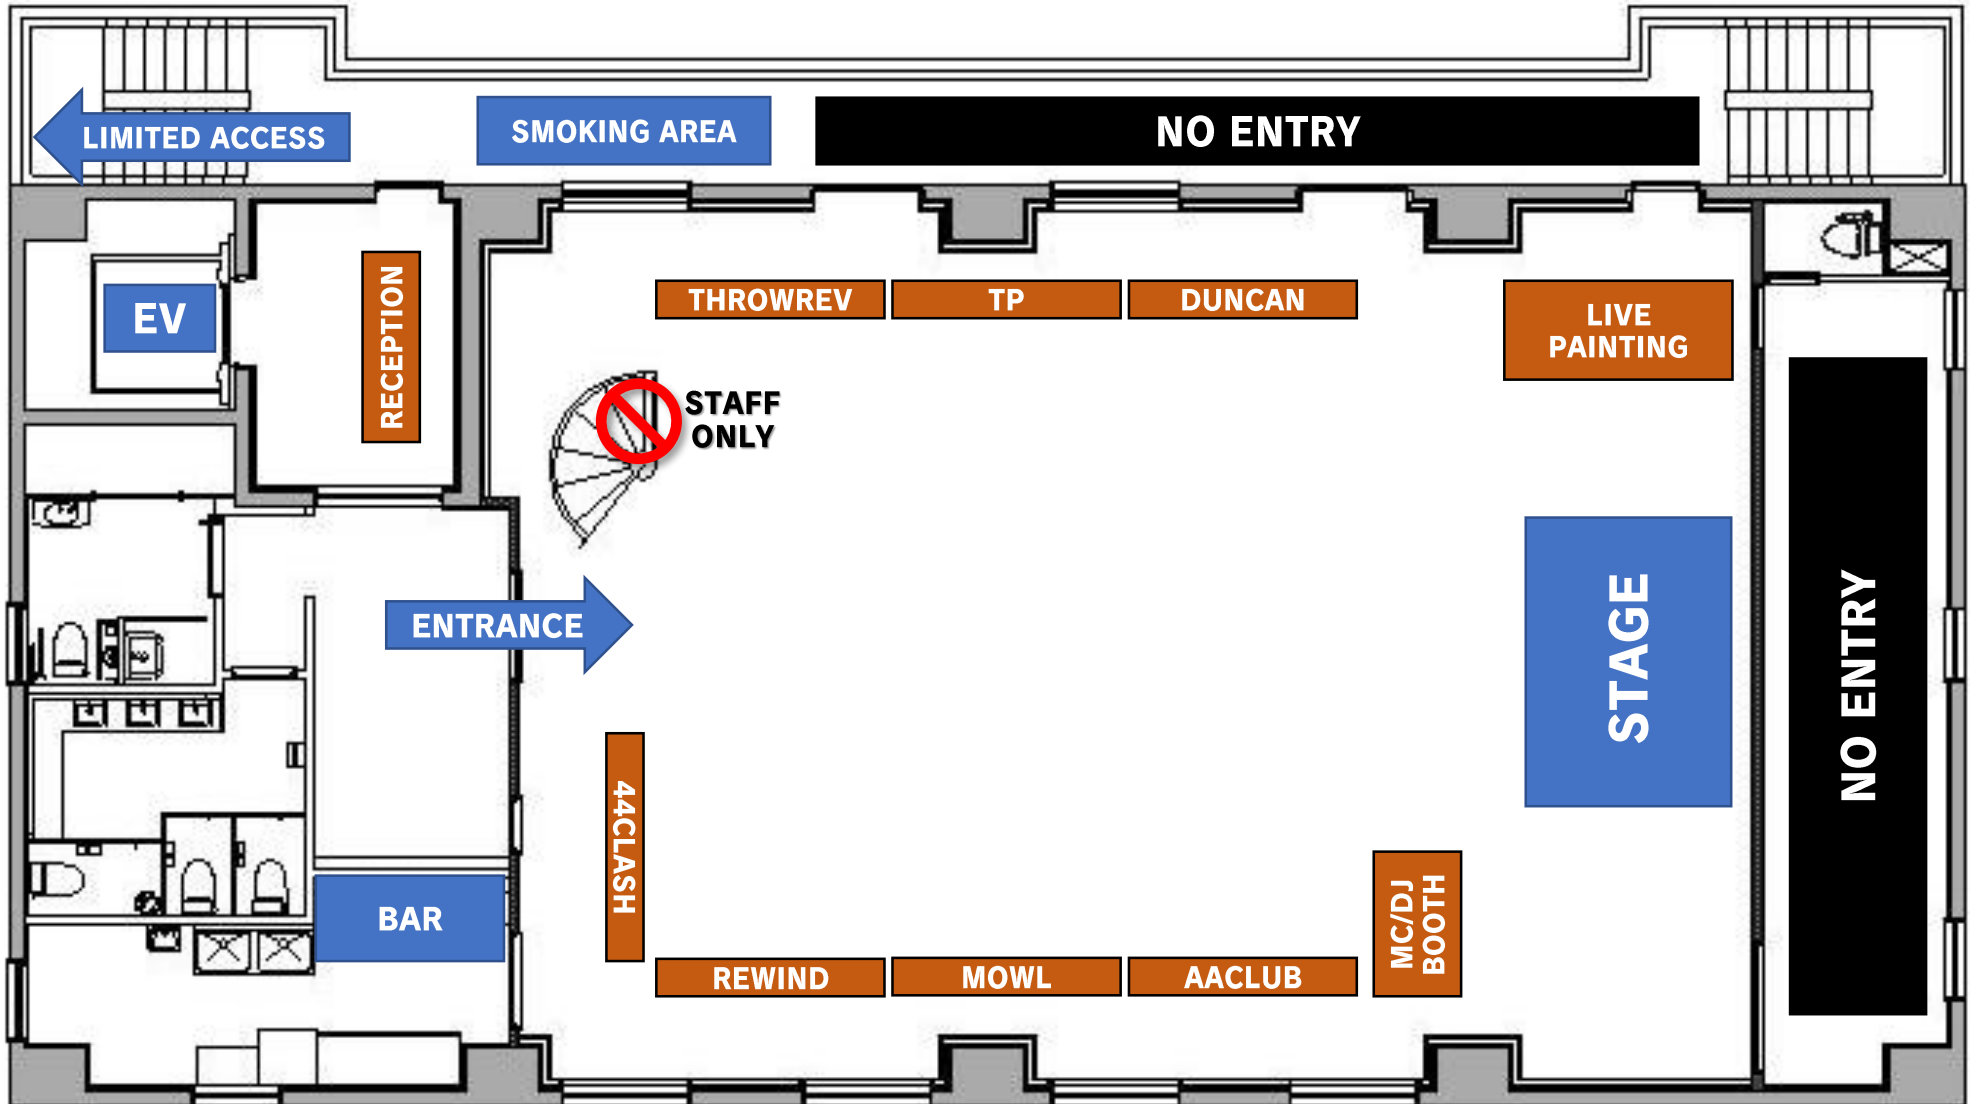 LIMITED ACCESS
SMOKING AREA
NO ENTRY
EV
RECEPTION
THROWREV
TP
DUNCAN
LIVE
PAINTING
STAFF
ONLY
ENTRANCE
STAGE
NO ENTRY
44CLASH
BAR
MC/DJ
BOOTH
REWIND
MOWL
AACLUB